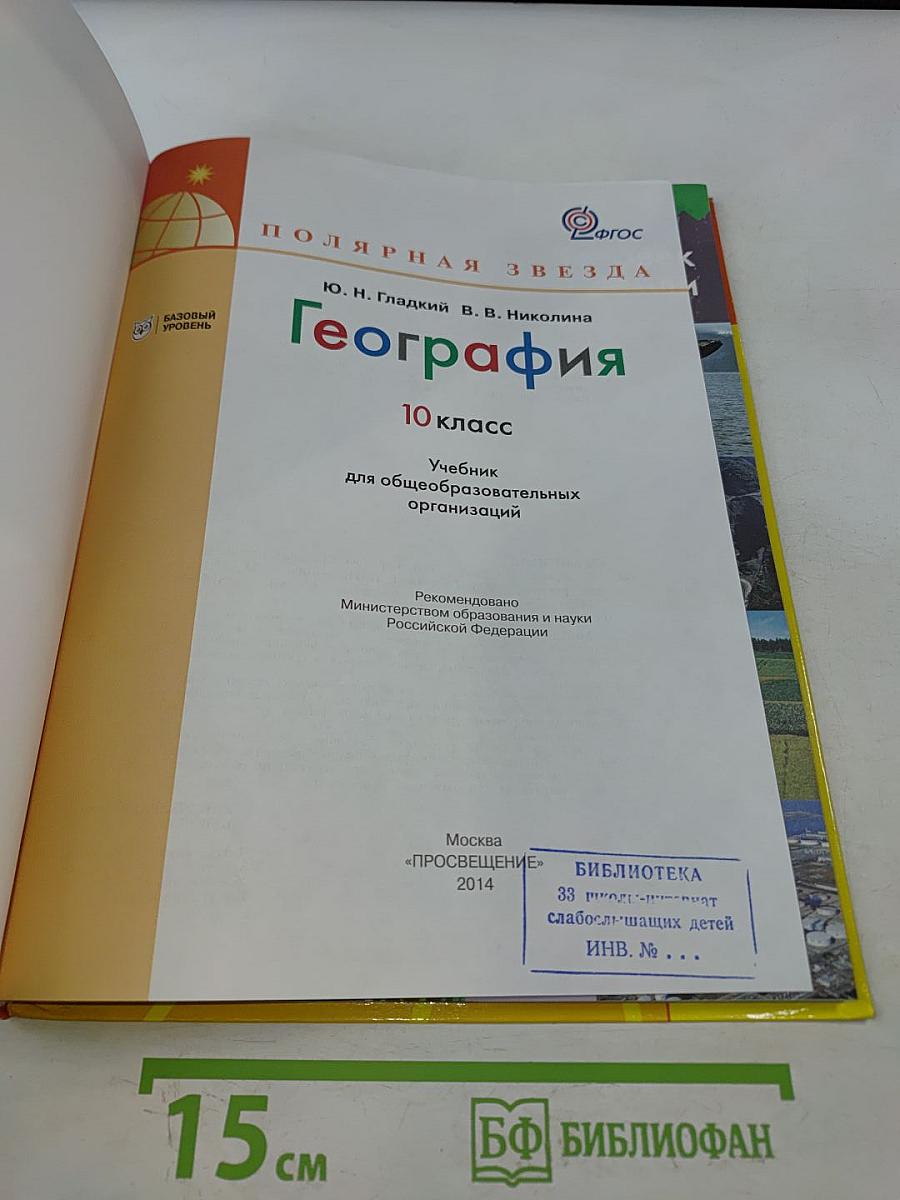 ФГОС
ПОЛЯРНАЯ ЗВЕЗДА
БАЗОВЫЙ
УРОВЕНЬ
Ю. Н. Гладкий В. В. Николина
География
10 класс
Учебник
для общеобразовательных
организаций
Рекомендовано
Министерством образования и науки
Российской Федерации
Москва
«ПРОСВЕЩЕНИЕ»
2014
БИБЛИОТЕКА
33
слабослышащих детей
ИНВ. № . . .
15 см
БФ БИБЛИОФАН